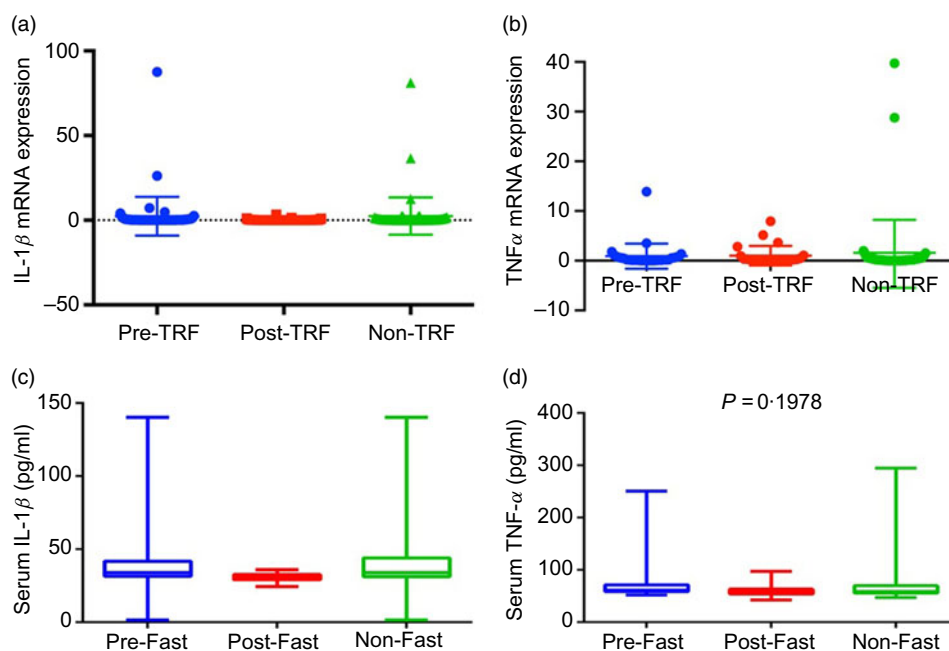 (a)
IL-1β mRNA expression
100
50
0
–50
Pre-TRF Post-TRF Non-TRF
(b)
TNFα mRNA expression
40
30
20
10
0
–10
Pre-TRF Post-TRF Non-TRF
(c)
Serum IL-1β (pg/ml)
150
100
50
0
Pre-Fast Post-Fast Non-Fast
(d)
P = 0·1978
Serum TNF-α (pg/ml)
400
300
200
100
0
Pre-Fast Post-Fast Non-Fast